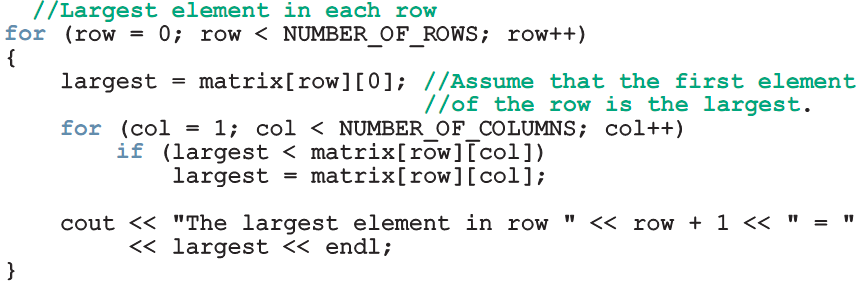 //Largest element in each row
for (row = 0; row < NUMBER_OF_ROWS; row++)
{
    largest = matrix[row][0]; //Assume that the first element
                              //of the row is the largest.
    for (col = 1; col < NUMBER_OF_COLUMNS; col++)
        if (largest < matrix[row][col])
            largest = matrix[row][col];
    cout << "The largest element in row " << row + 1 << " = "
         << largest << endl;
}